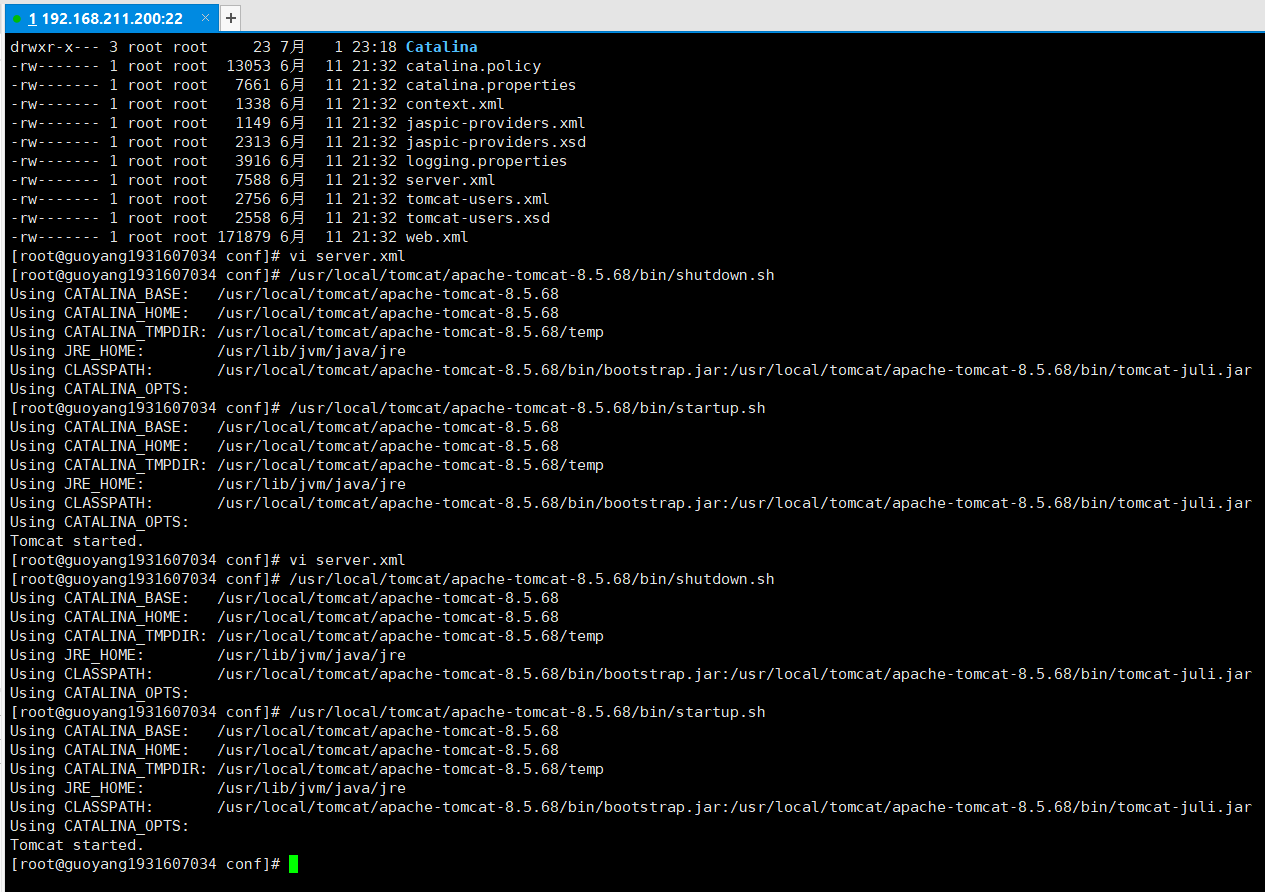 1 192.168.211.200:22 × +
drwxr-x--- 3 root root     23 7月   1 23:18 Catalina
-rw------- 1 root root  13053 6月  11 21:32 catalina.policy
-rw------- 1 root root   7661 6月  11 21:32 catalina.properties
-rw------- 1 root root   1338 6月  11 21:32 context.xml
-rw------- 1 root root   1149 6月  11 21:32 jaspic-providers.xml
-rw------- 1 root root   2313 6月  11 21:32 jaspic-providers.xsd
-rw------- 1 root root   3916 6月  11 21:32 logging.properties
-rw------- 1 root root   7588 6月  11 21:32 server.xml
-rw------- 1 root root   2756 6月  11 21:32 tomcat-users.xml
-rw------- 1 root root   2558 6月  11 21:32 tomcat-users.xsd
-rw------- 1 root root 171879 6月  11 21:32 web.xml
[root@guoyang1931607034 conf]# vi server.xml
[root@guoyang1931607034 conf]# /usr/local/tomcat/apache-tomcat-8.5.68/bin/shutdown.sh
Using CATALINA_BASE:   /usr/local/tomcat/apache-tomcat-8.5.68
Using CATALINA_HOME:   /usr/local/tomcat/apache-tomcat-8.5.68
Using CATALINA_TMPDIR: /usr/local/tomcat/apache-tomcat-8.5.68/temp
Using JRE_HOME:        /usr/lib/jvm/java/jre
Using CLASSPATH:       /usr/local/tomcat/apache-tomcat-8.5.68/bin/bootstrap.jar:/usr/local/tomcat/apache-tomcat-8.5.68/bin/tomcat-juli.jar
Using CATALINA_OPTS:
[root@guoyang1931607034 conf]# /usr/local/tomcat/apache-tomcat-8.5.68/bin/startup.sh
Using CATALINA_BASE:   /usr/local/tomcat/apache-tomcat-8.5.68
Using CATALINA_HOME:   /usr/local/tomcat/apache-tomcat-8.5.68
Using CATALINA_TMPDIR: /usr/local/tomcat/apache-tomcat-8.5.68/temp
Using JRE_HOME:        /usr/lib/jvm/java/jre
Using CLASSPATH:       /usr/local/tomcat/apache-tomcat-8.5.68/bin/bootstrap.jar:/usr/local/tomcat/apache-tomcat-8.5.68/bin/tomcat-juli.jar
Using CATALINA_OPTS:
Tomcat started.
[root@guoyang1931607034 conf]# vi server.xml
[root@guoyang1931607034 conf]# /usr/local/tomcat/apache-tomcat-8.5.68/bin/shutdown.sh
Using CATALINA_BASE:   /usr/local/tomcat/apache-tomcat-8.5.68
Using CATALINA_HOME:   /usr/local/tomcat/apache-tomcat-8.5.68
Using CATALINA_TMPDIR: /usr/local/tomcat/apache-tomcat-8.5.68/temp
Using JRE_HOME:        /usr/lib/jvm/java/jre
Using CLASSPATH:       /usr/local/tomcat/apache-tomcat-8.5.68/bin/bootstrap.jar:/usr/local/tomcat/apache-tomcat-8.5.68/bin/tomcat-juli.jar
Using CATALINA_OPTS:
[root@guoyang1931607034 conf]# /usr/local/tomcat/apache-tomcat-8.5.68/bin/startup.sh
Using CATALINA_BASE:   /usr/local/tomcat/apache-tomcat-8.5.68
Using CATALINA_HOME:   /usr/local/tomcat/apache-tomcat-8.5.68
Using CATALINA_TMPDIR: /usr/local/tomcat/apache-tomcat-8.5.68/temp
Using JRE_HOME:        /usr/lib/jvm/java/jre
Using CLASSPATH:       /usr/local/tomcat/apache-tomcat-8.5.68/bin/bootstrap.jar:/usr/local/tomcat/apache-tomcat-8.5.68/bin/tomcat-juli.jar
Using CATALINA_OPTS:
Tomcat started.
[root@guoyang1931607034 conf]#